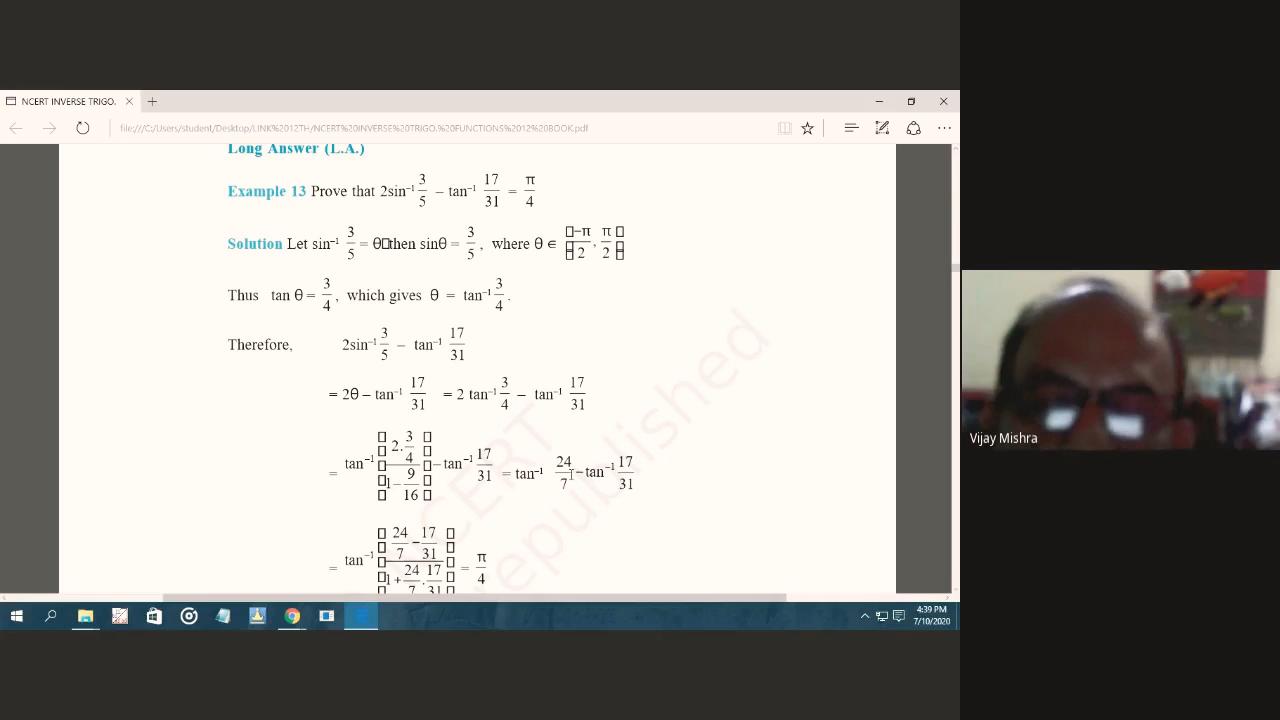 NCERT INVERSE TRIGO.
file:///C:/Users/student/Desktop/LINK%2012TH/NCERT%20INVERSE%20TRIGO.%20FUNCTIONS%2012%20BOOK.pdf
Long Answer (L.A.)
Example 13 Prove that 2sin⁻¹ 3/5 − tan⁻¹ 17/31 = π/4
Solution Let sin⁻¹ 3/5 = θ▯then sinθ = 3/5 , where θ ∈ [−π/2, π/2]
Thus tan θ = 3/4 , which gives θ = tan⁻¹ 3/4 .
Therefore, 2sin⁻¹ 3/5 − tan⁻¹ 17/31
= 2θ − tan⁻¹ 17/31 = 2 tan⁻¹ 3/4 − tan⁻¹ 17/31
= tan⁻¹ ((2.3/4)/(1−9/16)) − tan⁻¹ 17/31 = tan⁻¹ 24/7 − tan⁻¹ 17/31
= tan⁻¹ ((24/7 − 17/31)/(1 + 24/7 . 17/31)) = π/4
NCERT
republished
Vijay Mishra
4:39 PM
7/10/2020